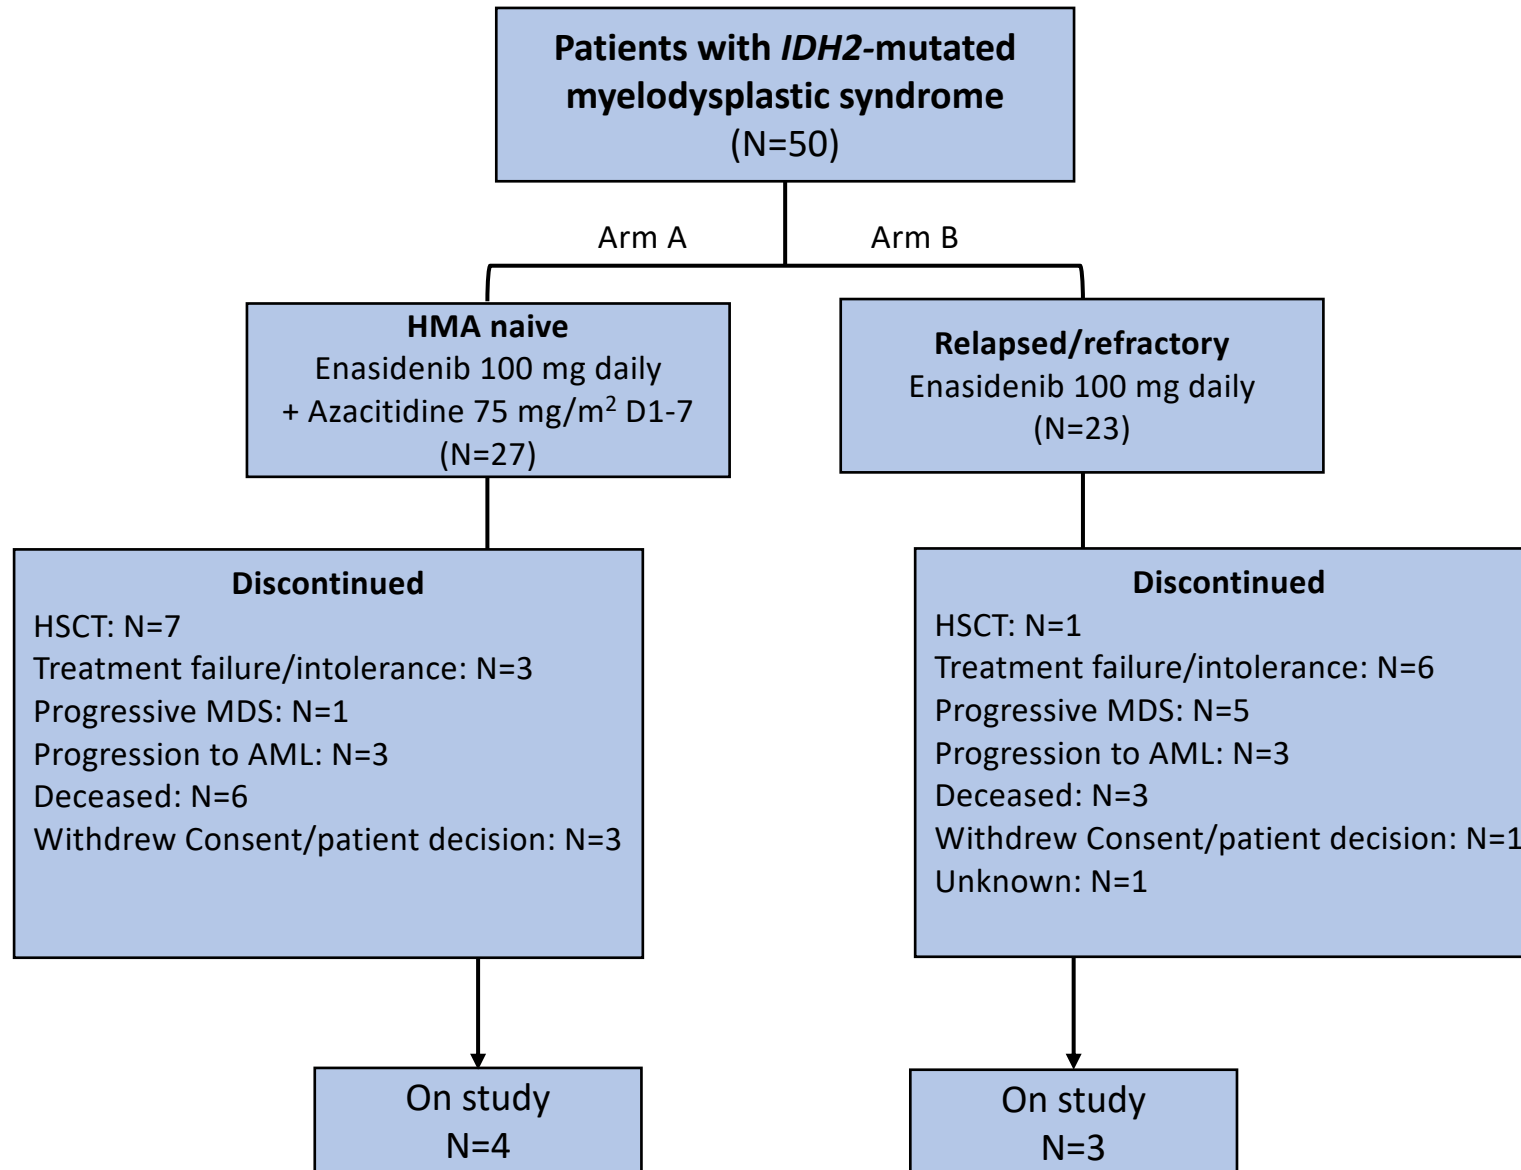 Patients with IDH2-mutated
myelodysplastic syndrome
(N=50)
Arm A
Arm B
HMA naive
Enasidenib 100 mg daily
+ Azacitidine 75 mg/m² D1-7
(N=27)
Relapsed/refractory
Enasidenib 100 mg daily
(N=23)
Discontinued
HSCT: N=7
Treatment failure/intolerance: N=3
Progressive MDS: N=1
Progression to AML: N=3
Deceased: N=6
Withdrew Consent/patient decision: N=3
Discontinued
HSCT: N=1
Treatment failure/intolerance: N=6
Progressive MDS: N=5
Progression to AML: N=3
Deceased: N=3
Withdrew Consent/patient decision: N=1
Unknown: N=1
On study
N=4
On study
N=3